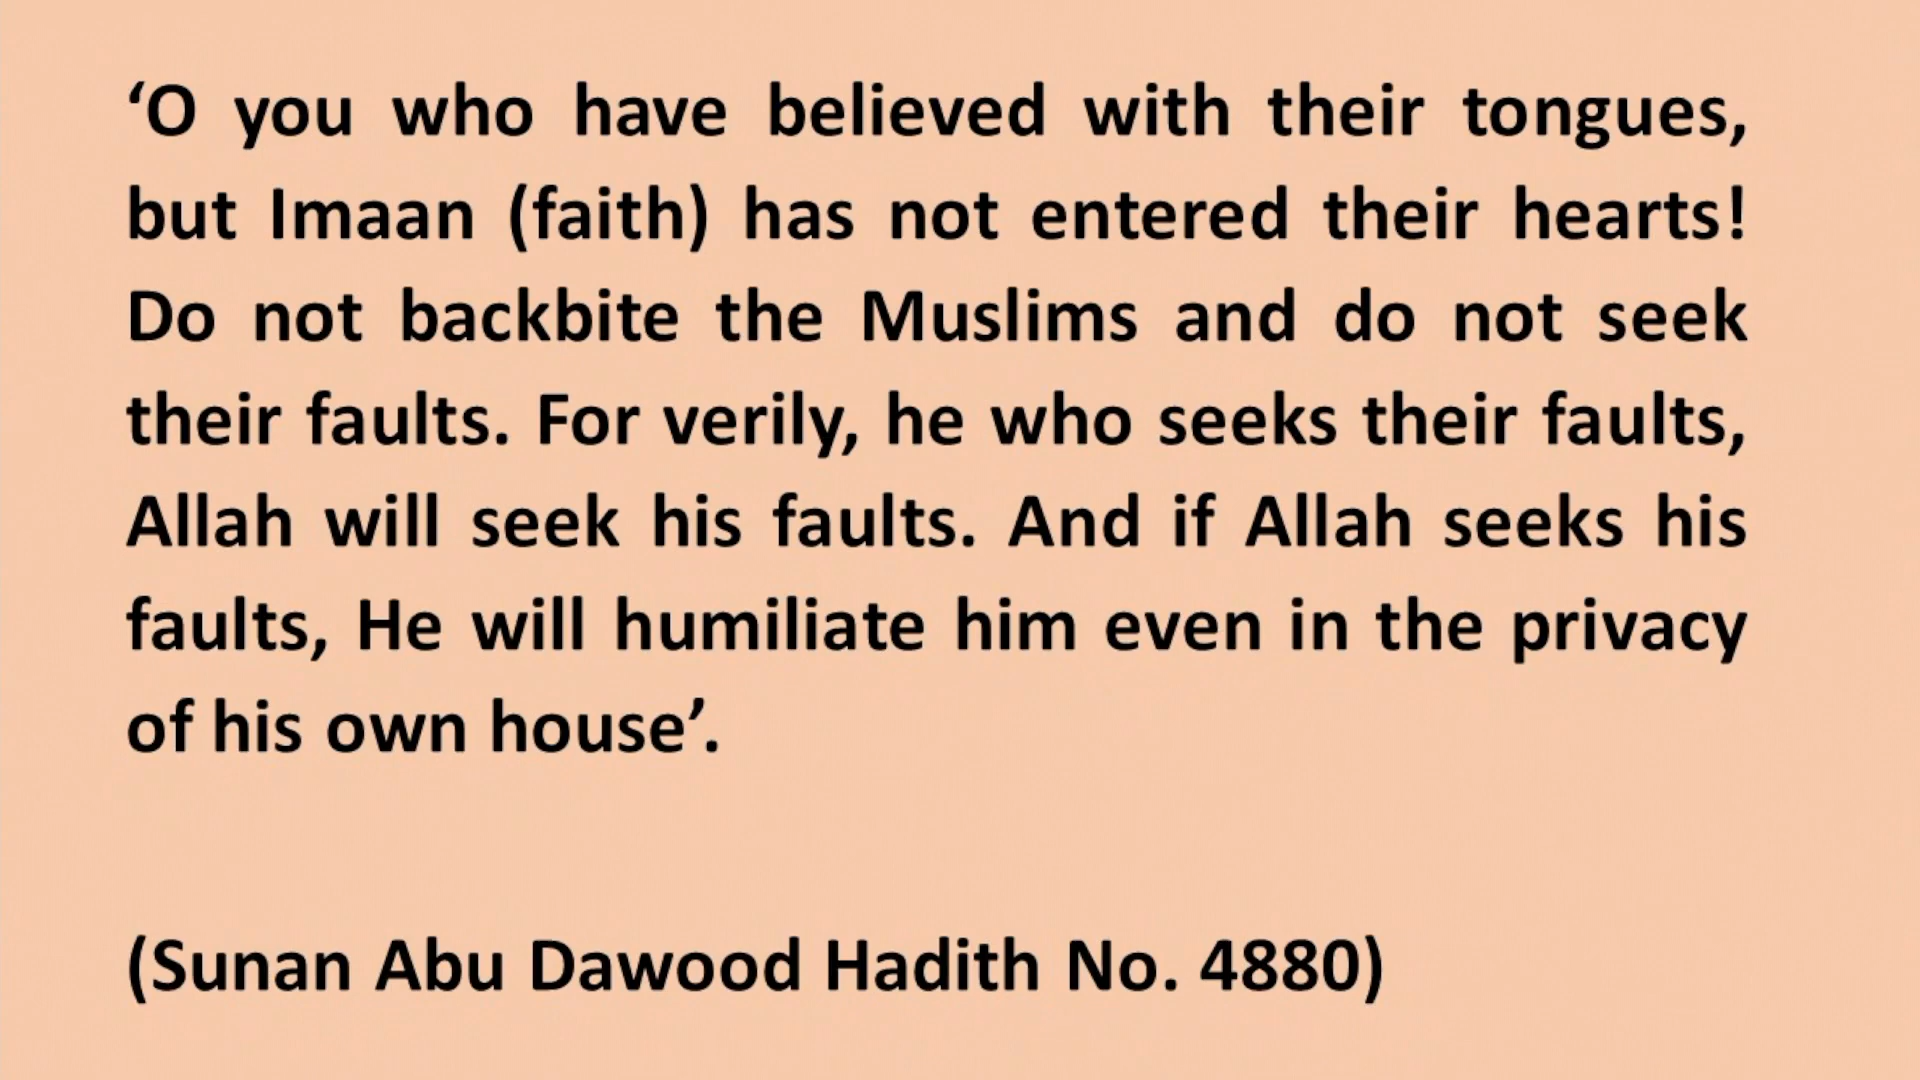 ‘O you who have believed with their tongues,
but Imaan (faith) has not entered their hearts!
Do not backbite the Muslims and do not seek
their faults. For verily, he who seeks their faults,
Allah will seek his faults. And if Allah seeks his
faults, He will humiliate him even in the privacy
of his own house’.
(Sunan Abu Dawood Hadith No. 4880)